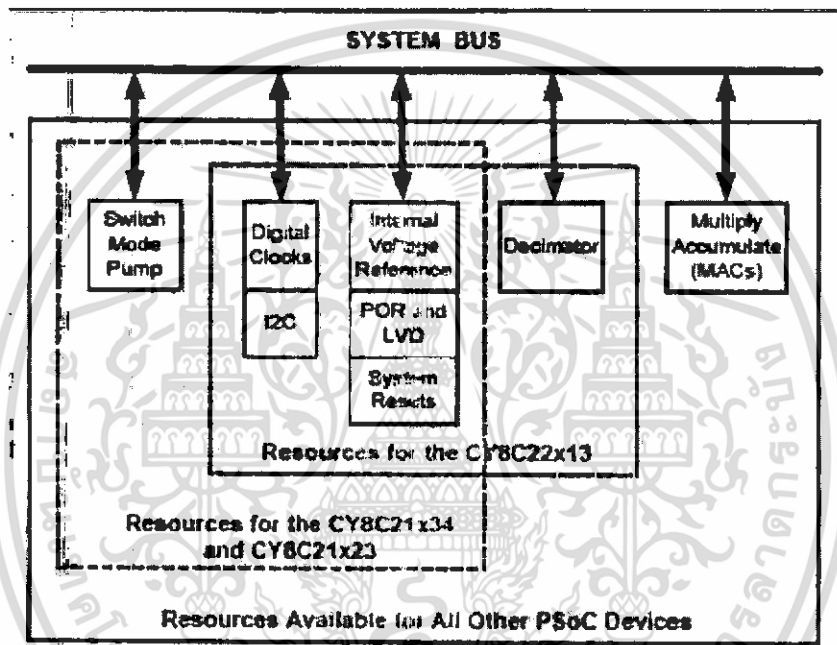 SYSTEM BUS
Switch
Mode
Pump
Digital
Clocks
I2C
Internal
Voltage
Reference
POR and
LVD
System
Resets
Decimator
Multiply
Accumulate
(MACs)
Resources for the CY8C22x13
Resources for the CY8C21x34
and CY8C21x23
Resources Available for All Other PSoC Devices